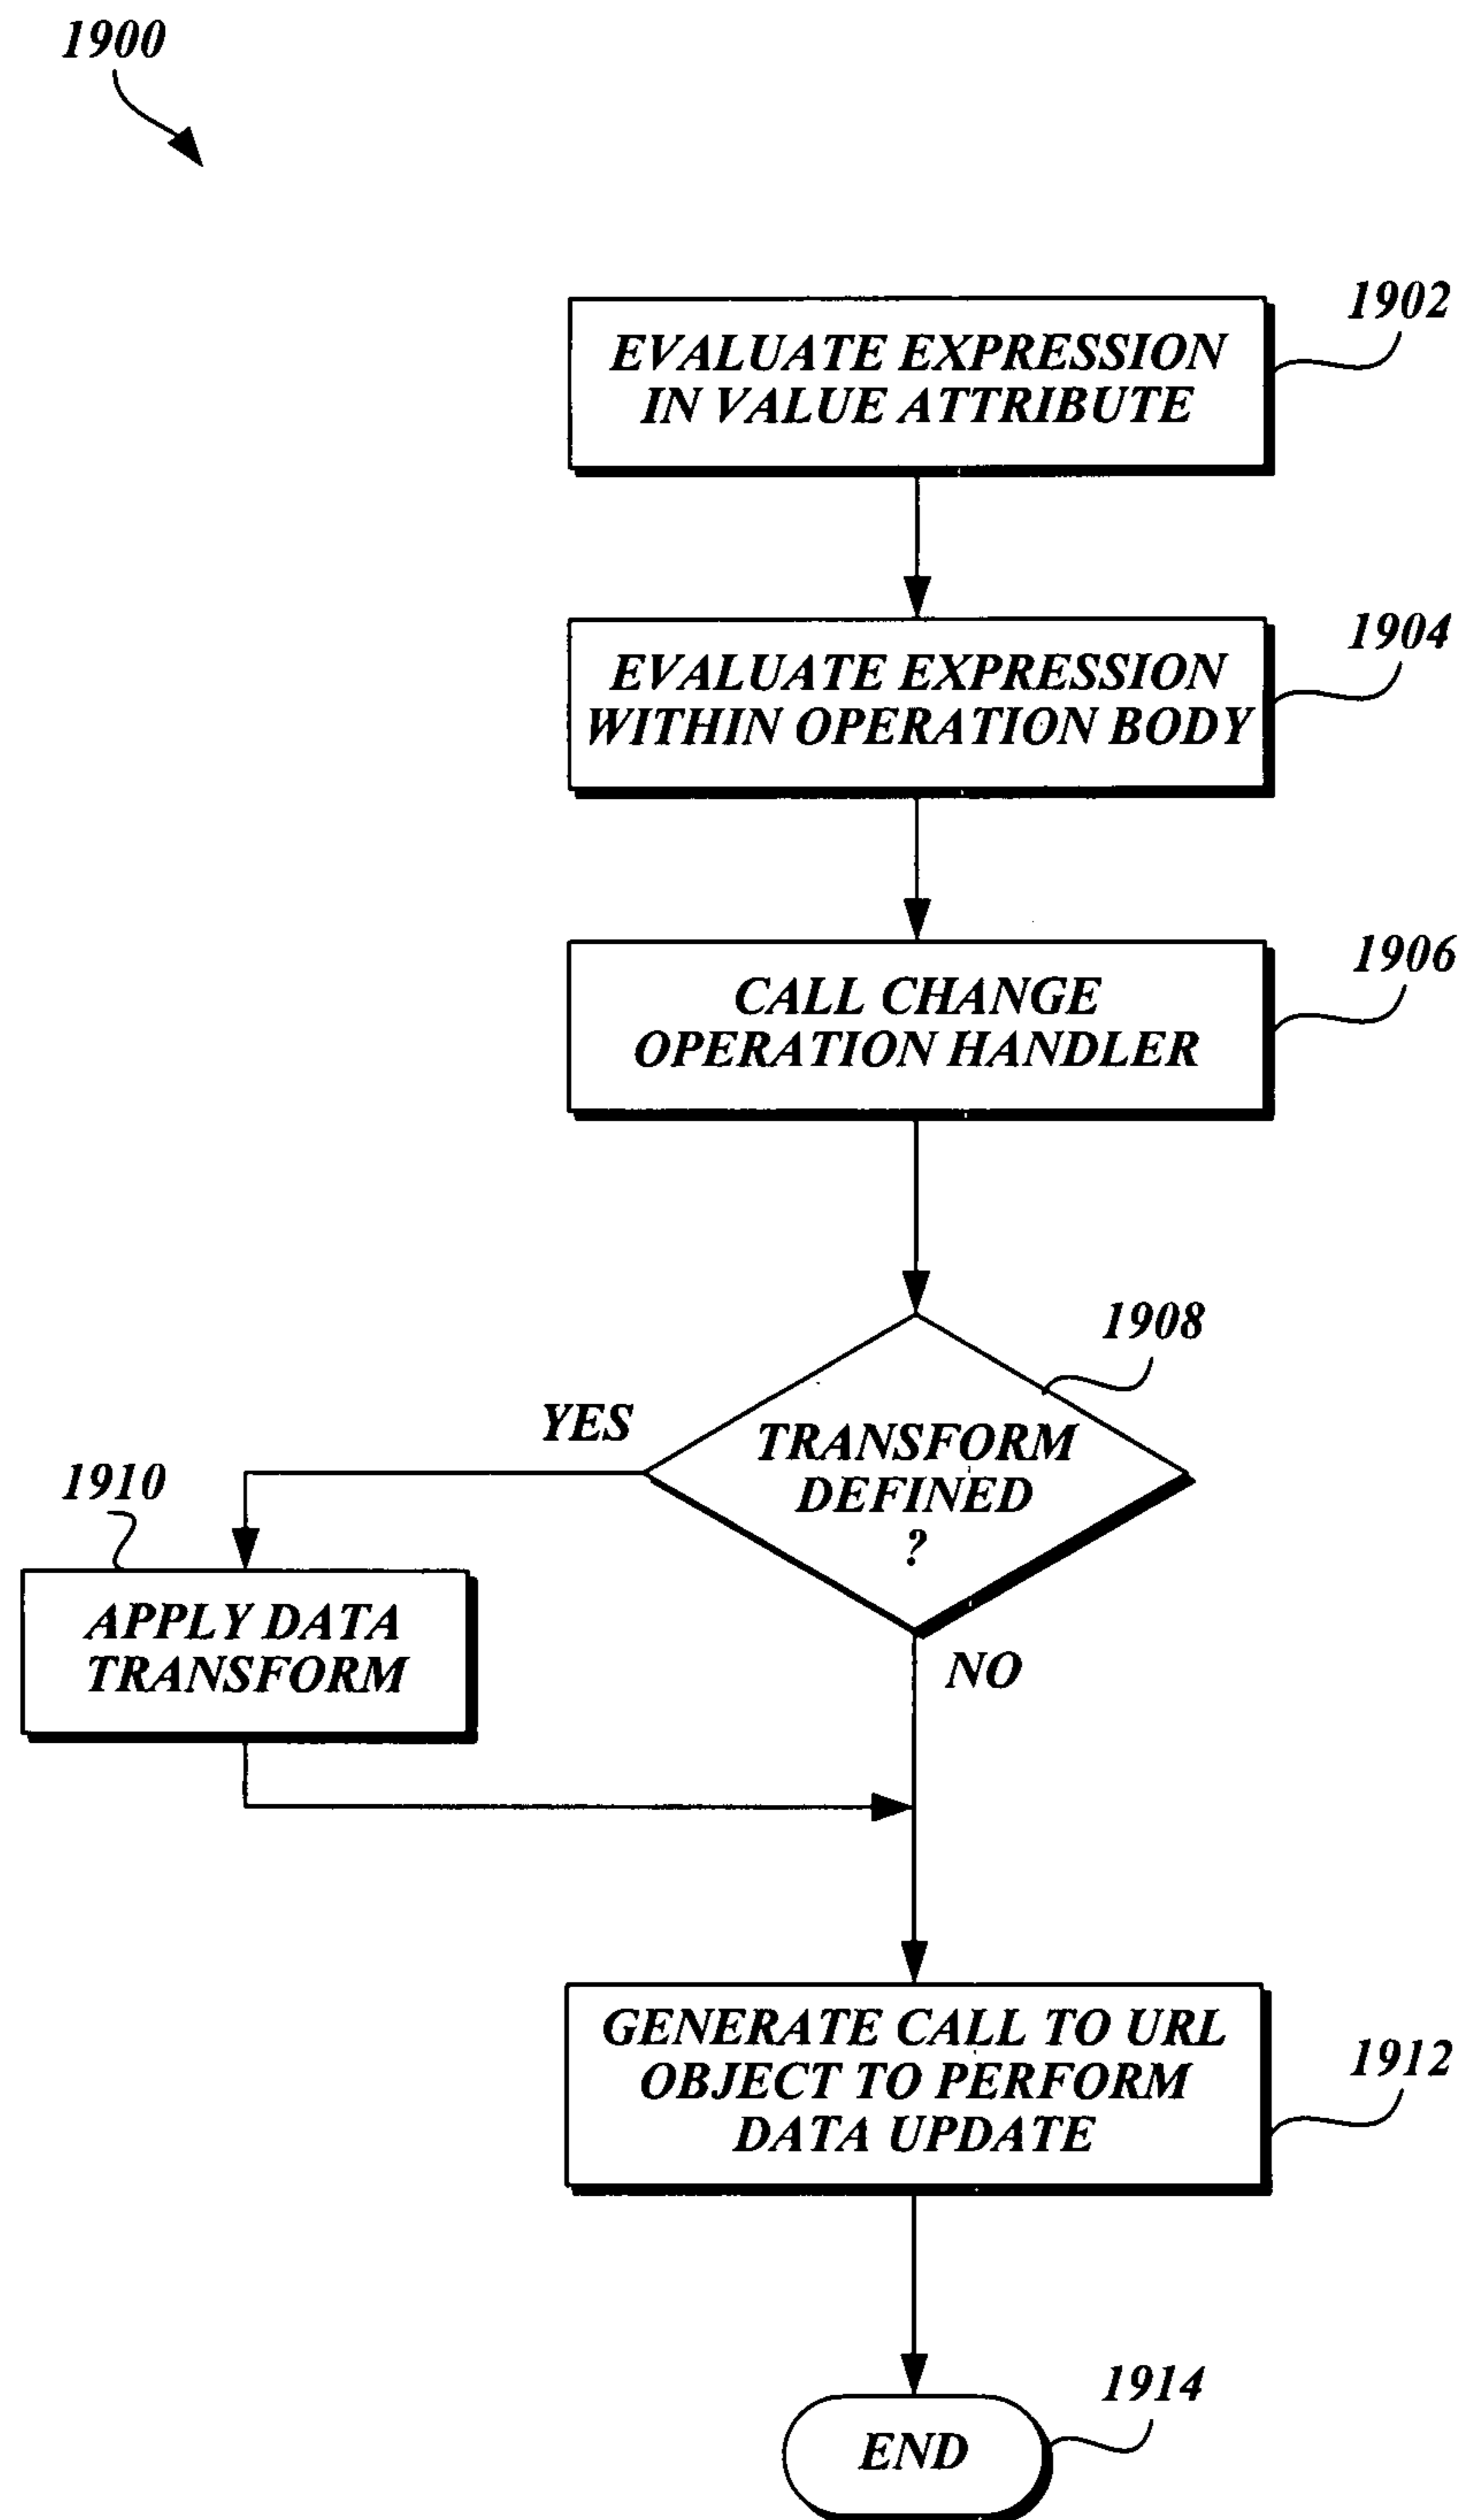 1900
1902
EVALUATE EXPRESSION
IN VALUE ATTRIBUTE
1904
EVALUATE EXPRESSION
WITHIN OPERATION BODY
1906
CALL CHANGE
OPERATION HANDLER
1908
TRANSFORM
DEFINED
?
YES
1910
APPLY DATA
TRANSFORM
NO
GENERATE CALL TO URL
OBJECT TO PERFORM
DATA UPDATE
1912
1914
END